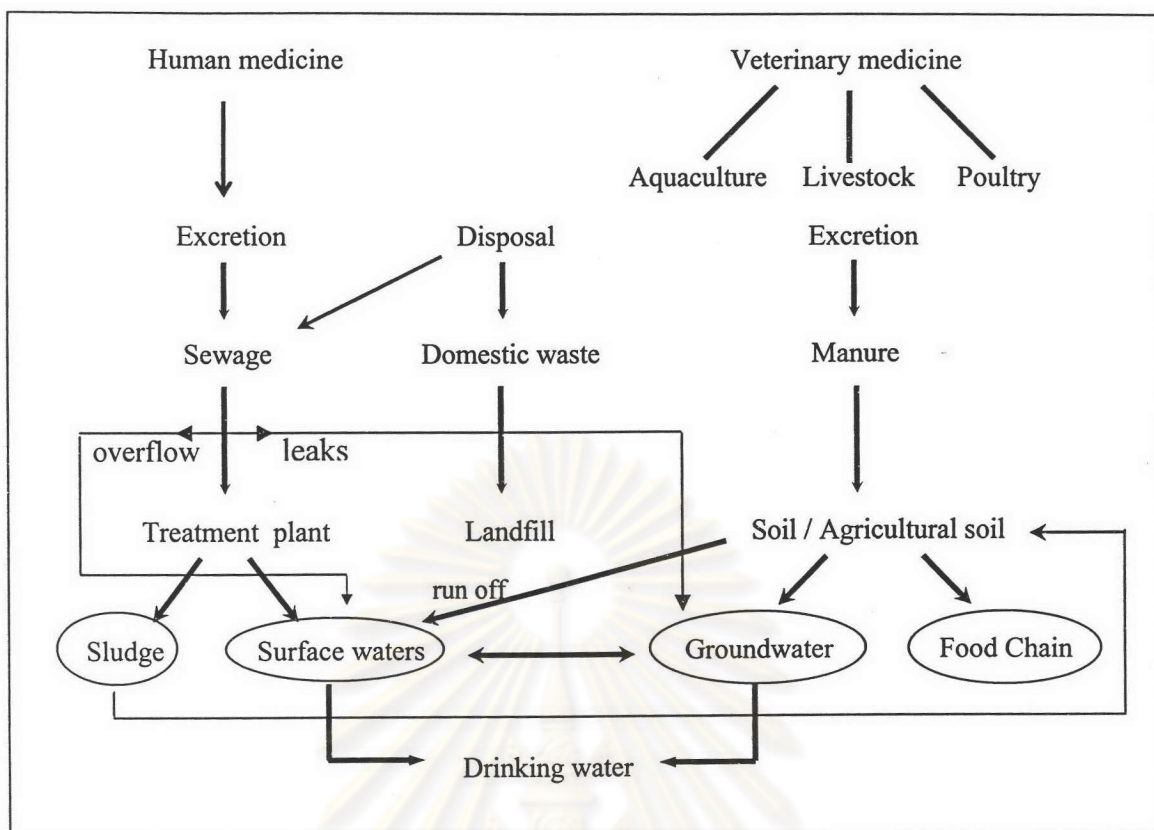 Human medicine
Veterinary medicine
Aquaculture Livestock Poultry
Excretion
Disposal
Excretion
Sewage
Domestic waste
Manure
overflow
leaks
Treatment plant
Landfill
Soil / Agricultural soil
run off
Sludge
Surface waters
Groundwater
Food Chain
Drinking water